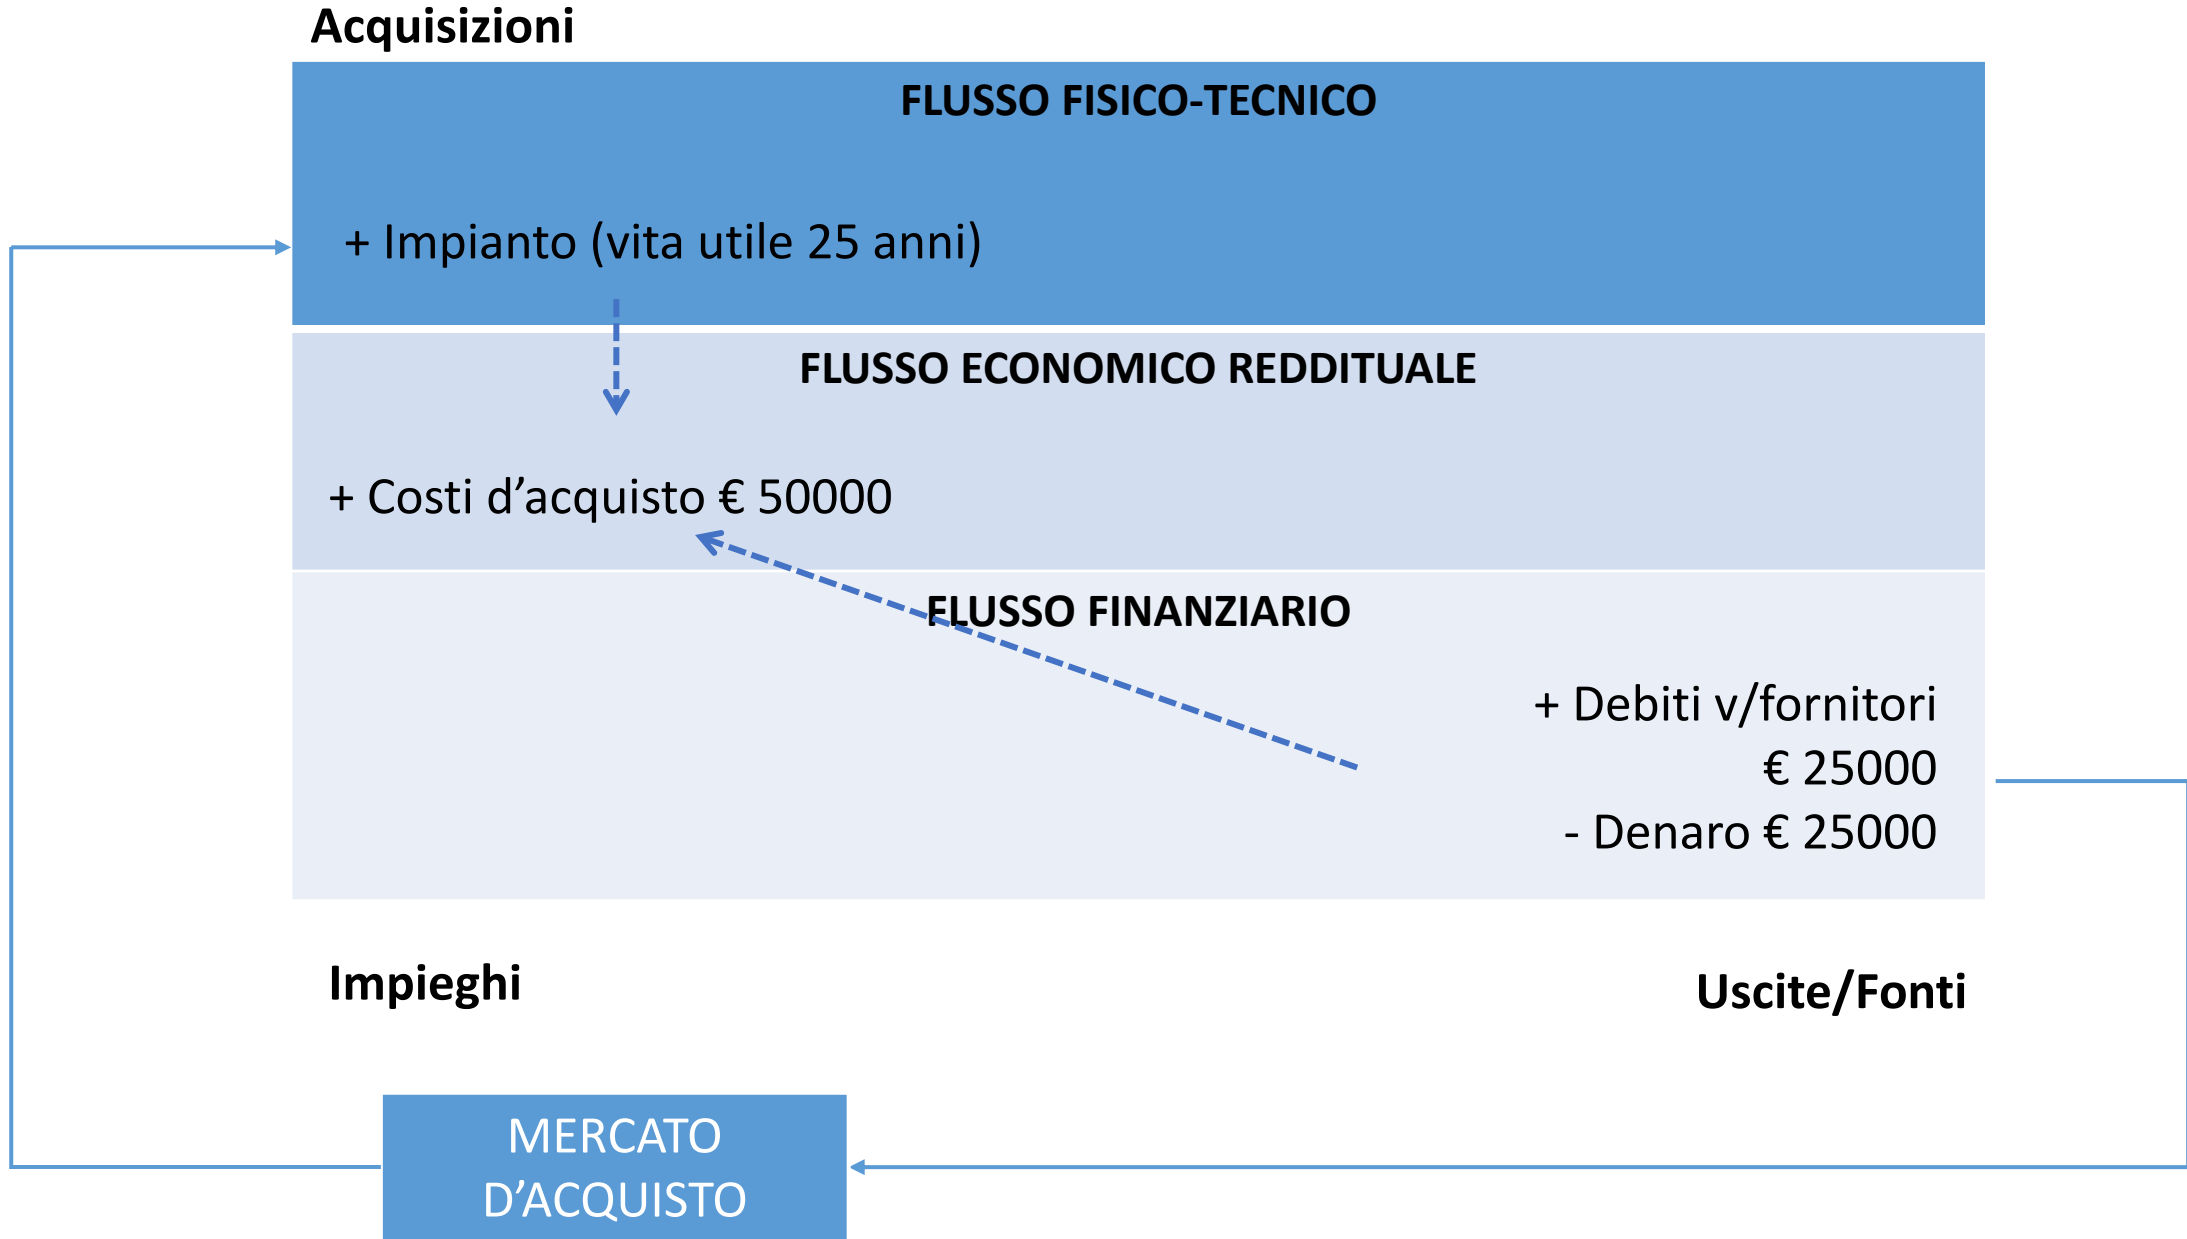 Acquisizioni
FLUSSO FISICO-TECNICO
+ Impianto (vita utile 25 anni)
FLUSSO ECONOMICO REDDITUALE
+ Costi d’acquisto € 50000
FLUSSO FINANZIARIO
+ Debiti v/fornitori
€ 25000
- Denaro € 25000
Impieghi
Uscite/Fonti
MERCATO
D’ACQUISTO